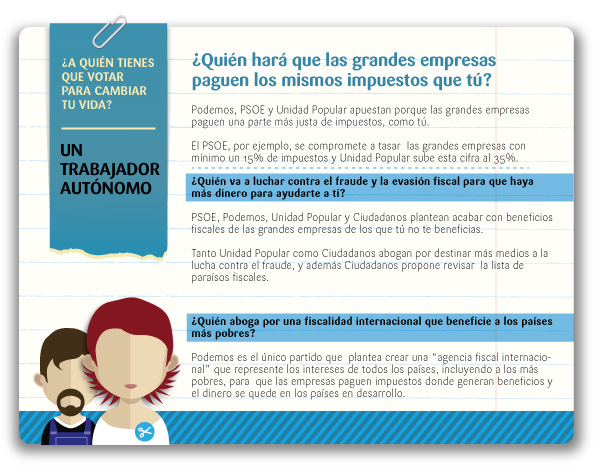 ¿A QUIÉN TIENES
QUE VOTAR
PARA CAMBIAR
TU VIDA?
UN
TRABAJADOR
AUTÓNOMO
¿Quién hará que las grandes empresas
paguen los mismos impuestos que tú?
Podemos, PSOE y Unidad Popular apuestan porque las grandes empresas
paguen una parte más justa de impuestos, como tú.
El PSOE, por ejemplo, se compromete a tasar las grandes empresas con
mínimo un 15% de impuestos y Unidad Popular sube esta cifra al 35%.
¿Quién va a luchar contra el fraude y la evasión fiscal para que haya
más dinero para ayudarte a ti?
PSOE, Podemos, Unidad Popular y Ciudadanos plantean acabar con beneficios
fiscales de las grandes empresas de los que tú no te beneficias.
Tanto Unidad Popular como Ciudadanos abogan por destinar más medios a la
lucha contra el fraude, y además Ciudadanos propone revisar la lista de
paraísos fiscales.
¿Quién aboga por una fiscalidad internacional que beneficie a los países
más pobres?
Podemos es el único partido que plantea crear una “agencia fiscal internacio-
nal” que represente los intereses de todos los países, incluyendo a los más
pobres, para que las empresas paguen impuestos donde generan beneficios y
el dinero se quede en los países en desarrollo.